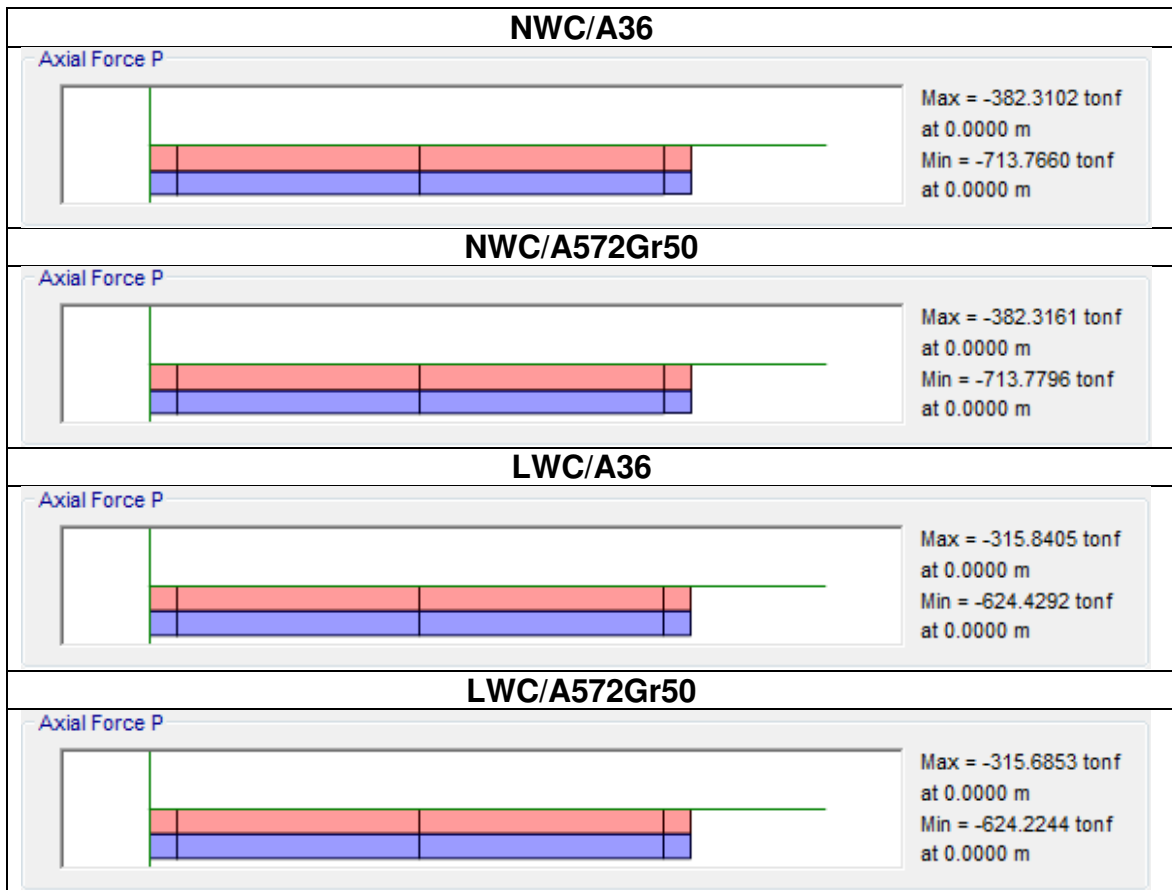 NWC/A36
Axial Force P
Max = -382.3102 tonf
at 0.0000 m
Min = -713.7660 tonf
at 0.0000 m
NWC/A572Gr50
Axial Force P
Max = -382.3161 tonf
at 0.0000 m
Min = -713.7796 tonf
at 0.0000 m
LWC/A36
Axial Force P
Max = -315.8405 tonf
at 0.0000 m
Min = -624.4292 tonf
at 0.0000 m
LWC/A572Gr50
Axial Force P
Max = -315.6853 tonf
at 0.0000 m
Min = -624.2244 tonf
at 0.0000 m